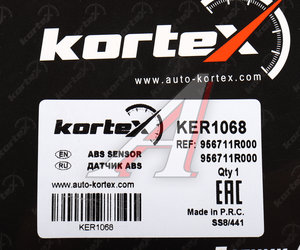 kortex
www.auto-kortex.com
kortex
KER1068
REF: 956711R000
956711R000
EN ABS SENSOR
RU ДАТЧИК ABS
Qty 1
EAC
auto-kortex.com
Made in P.R.C.
SS8/441
KER1068